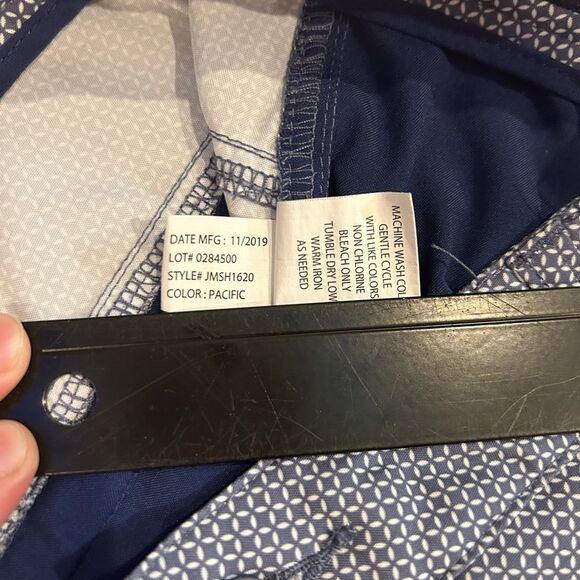 DATE MFG : 11/2019
LOT# 0284500
STYLE# JMSH1620
COLOR : PACIFIC
MACHINE WASH COL
GENTLE CYCLE
WITH LIKE COLORS
NON CHLORINE
BLEACH ONLY
TUMBLE DRY LOW
WARM IRON
AS NEEDED